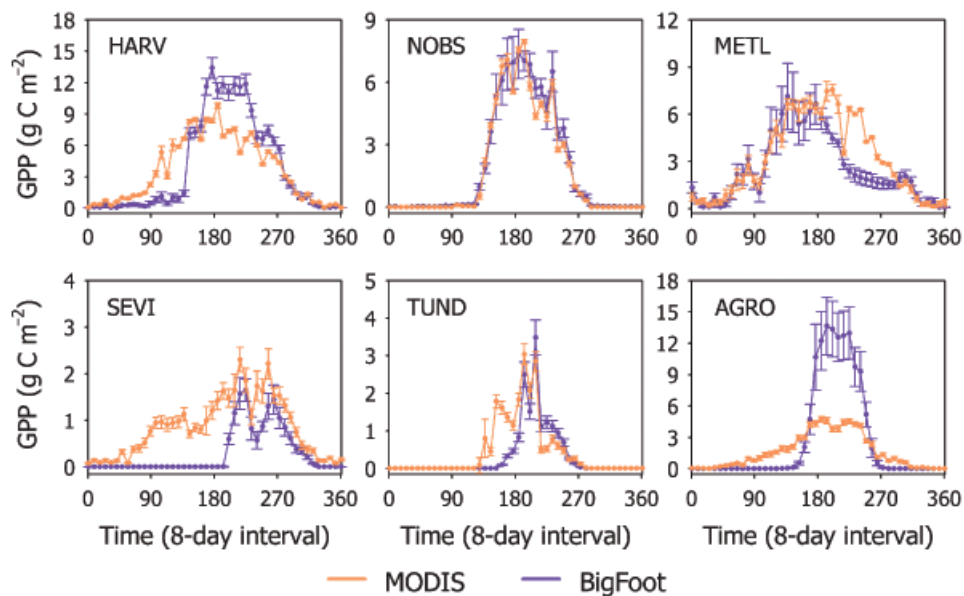 HARV
NOBS
METL
GPP (g C m⁻²)
18
15
12
9
6
3
0
9
6
3
0
12
9
6
3
0
0 90 180 270 360
0 90 180 270 360
0 90 180 270 360
SEVI
TUND
AGRO
GPP (g C m⁻²)
4
3
2
1
0
5
4
3
2
1
0
18
15
12
9
6
3
0
0 90 180 270 360
0 90 180 270 360
0 90 180 270 360
Time (8-day interval)
Time (8-day interval)
Time (8-day interval)
MODIS BigFoot